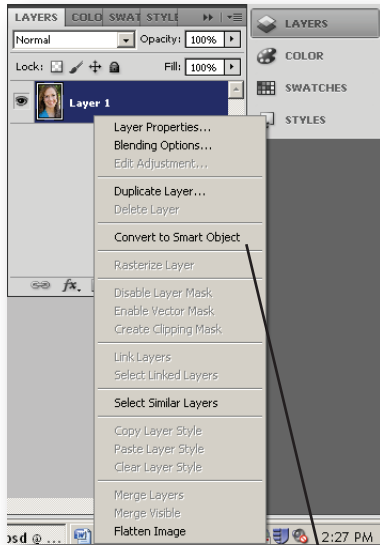 LAYERS COLO SWAT STYLE
Normal Opacity: 100%
Lock: Fill: 100%
Layer 1
LAYERS
COLOR
SWATCHES
STYLES
Layer Properties...
Blending Options...
Edit Adjustment...
Duplicate Layer...
Delete Layer
Convert to Smart Object
Rasterize Layer
Disable Layer Mask
Enable Vector Mask
Create Clipping Mask
Link Layers
Select Linked Layers
Select Similar Layers
Copy Layer Style
Paste Layer Style
Clear Layer Style
Merge Layers
Merge Visible
Flatten Image
fx.
psd @ ... 2:27 PM